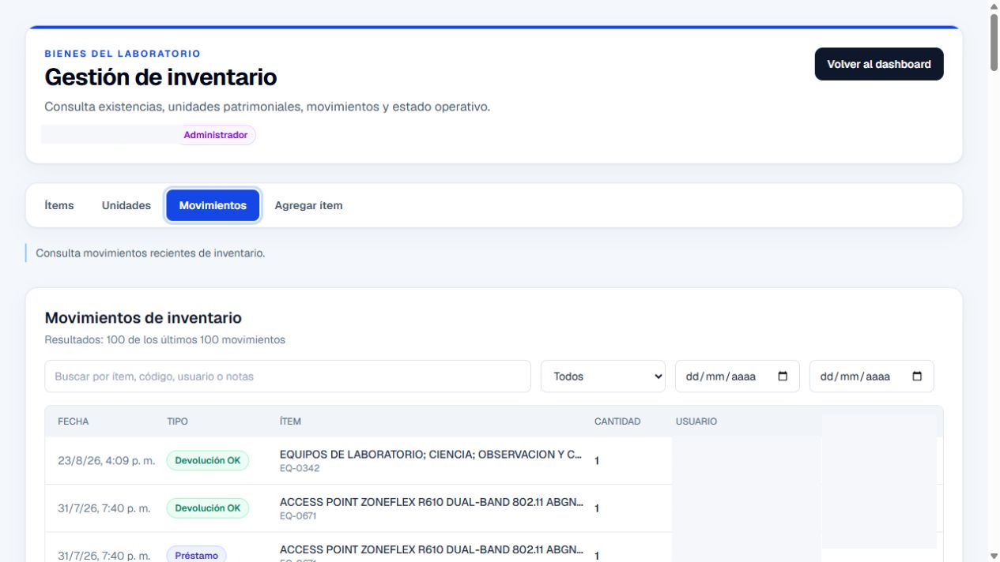 BIENES DEL LABORATORIO
Gestión de inventario
Volver al dashboard
Consulta existencias, unidades patrimoniales, movimientos y estado operativo.
Administrador
Ítems Unidades Movimientos Agregar ítem
Consulta movimientos recientes de inventario.
Movimientos de inventario
Resultados: 100 de los últimos 100 movimientos
Buscar por ítem, código, usuario o notas Todos dd/mm/aaaa dd/mm/aaaa
FECHA TIPO ÍTEM CANTIDAD USUARIO
23/8/26, 4:09 p. m. Devolución OK EQUIPOS DE LABORATORIO; CIENCIA; OBSERVACION Y C... 1
EQ-0342
31/7/26, 7:40 p. m. Devolución OK ACCESS POINT ZONEFLEX R610 DUAL-BAND 802.11 ABGN... 1
EQ-0671
31/7/26, 7:40 p. m. Préstamo ACCESS POINT ZONEFLEX R610 DUAL-BAND 802.11 ABGN... 1